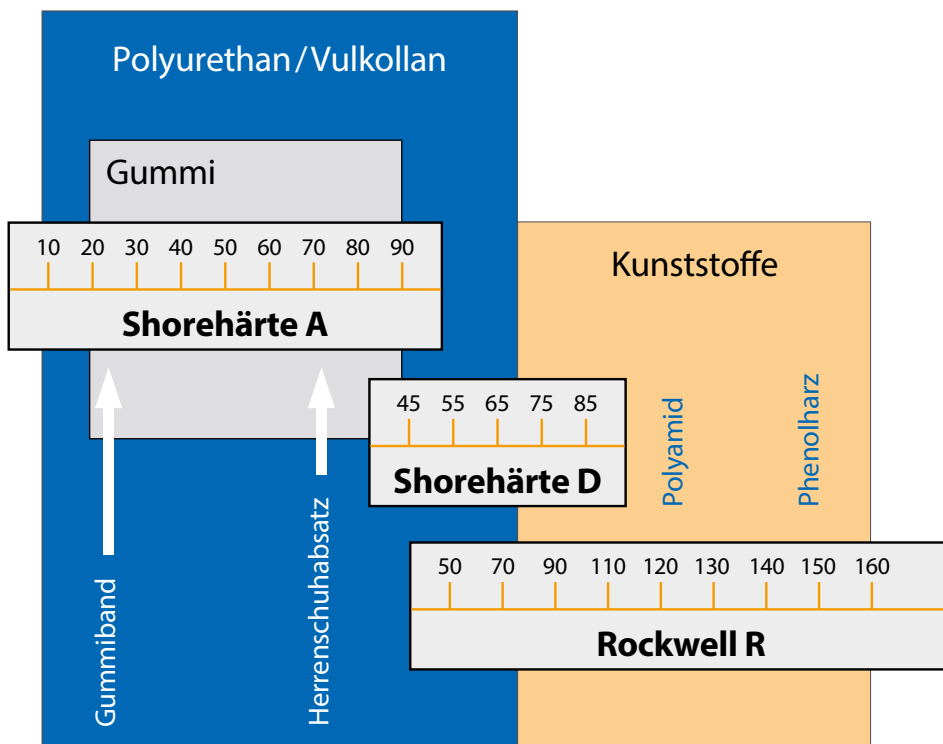 Polyurethan / Vulkollan
Gummi
10 20 30 40 50 60 70 80 90
Shorehärte A
Kunststoffe
45 55 65 75 85
Shorehärte D
Polyamid
Phenolharz
Gummiband
Herrenschuhabsatz
50 70 90 110 120 130 140 150 160
Rockwell R